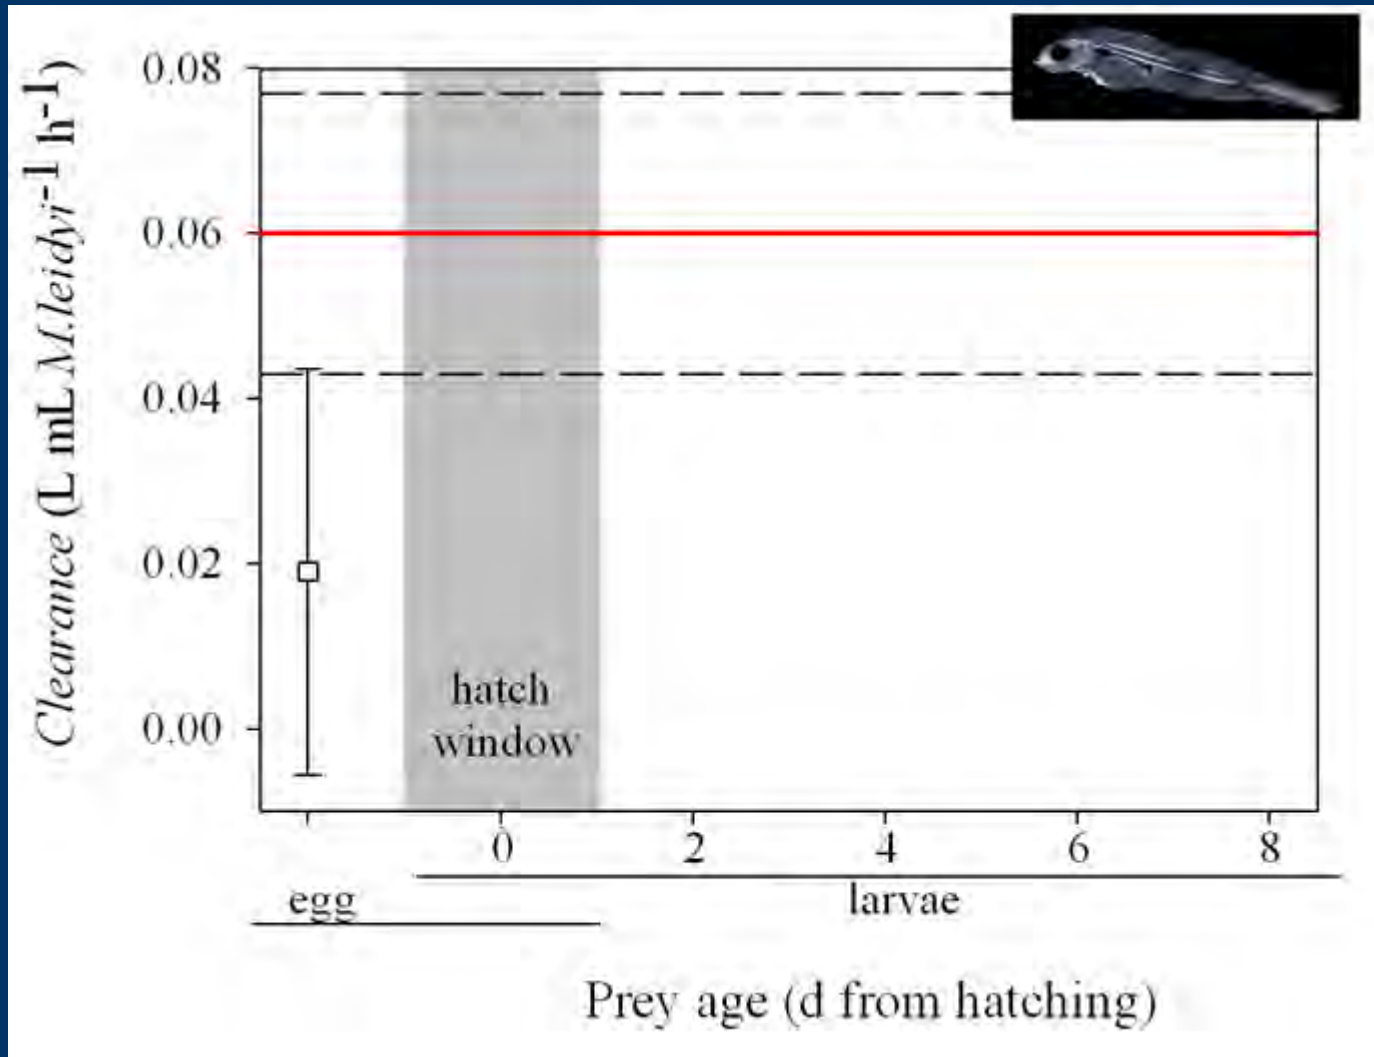 Clearance (L mL M.leidyi-1 h-1)
0.08
0.06
0.04
0.02
0.00
hatch
window
0 2 4 6 8
egg
larvae
Prey age (d from hatching)